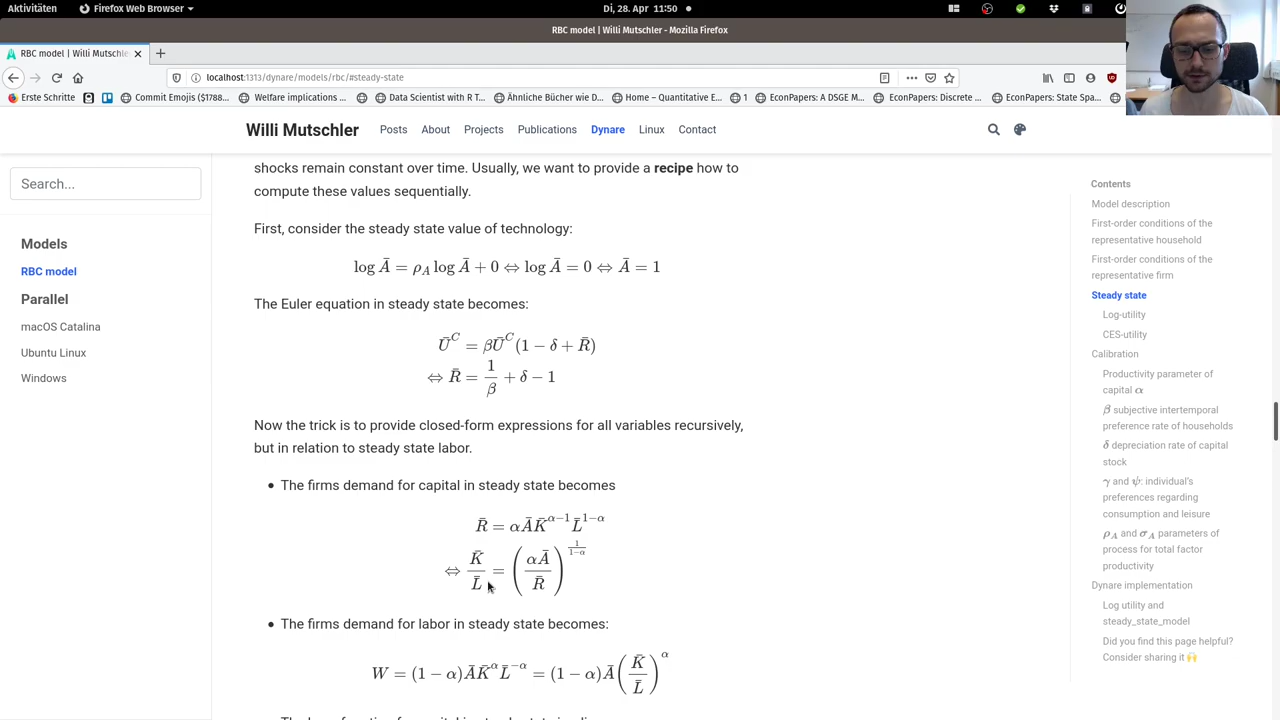 Aktivitäten
Firefox Web Browser
Di, 28. Apr 11:50
RBC model | Willi Mutschler - Mozilla Firefox
RBC model | Willi Mutschle
localhost:1313/dynare/models/rbc/#steady-state
Erste Schritte
Commit Emojis ($1788...
Welfare implications ...
Data Scientist with R T...
Ähnliche Bücher wie D...
Home – Quantitative E...
1
EconPapers: A DSGE M...
EconPapers: Discrete ...
EconPapers: State Spa...
Willi Mutschler
Posts
About
Projects
Publications
Dynare
Linux
Contact
Search...
Models
RBC model
Parallel
macOS Catalina
Ubuntu Linux
Windows
shocks remain constant over time. Usually, we want to provide a recipe how to
compute these values sequentially.
First, consider the steady state value of technology:
log Ā = ρ_A log Ā + 0 ⇔ log Ā = 0 ⇔ Ā = 1
The Euler equation in steady state becomes:
Ū^C = βŪ^C(1 − δ + R̄)
⇔ R̄ = 1/β + δ − 1
Now the trick is to provide closed-form expressions for all variables recursively,
but in relation to steady state labor.
• The firms demand for capital in steady state becomes
R̄ = αĀK̄^{α−1}L̄^{1−α}
⇔ K̄/L̄ = (αĀ/R̄)^{1/(1−α)}
• The firms demand for labor in steady state becomes:
W = (1 − α)ĀK̄^αL̄^{−α} = (1 − α)Ā(K̄/L̄)^α
Contents
Model description
First-order conditions of the
representative household
First-order conditions of the
representative firm
Steady state
Log-utility
CES-utility
Calibration
Productivity parameter of
capital α
β subjective intertemporal
preference rate of households
δ depreciation rate of capital
stock
γ and ψ: individual's
preferences regarding
consumption and leisure
ρ_A and σ_A parameters of
process for total factor
productivity
Dynare implementation
Log utility and
steady_state_model
Did you find this page helpful?
Consider sharing it 🙌